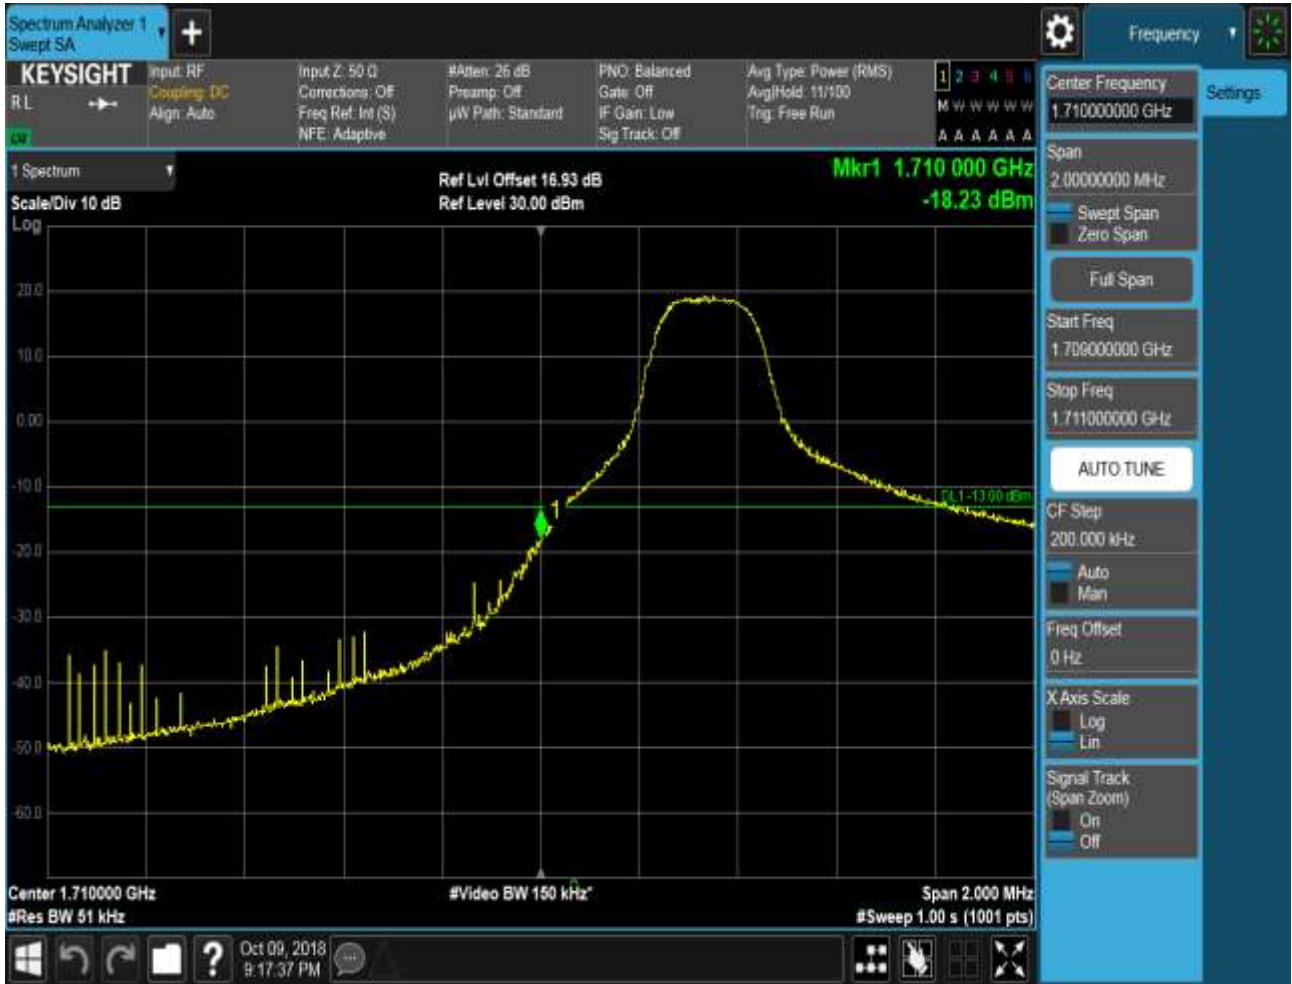 Spectrum Analyzer 1
Swept SA
Frequency
KEYSIGHT
R L
Input: RF
Coupling: DC
Align: Auto
Input Z: 50 Ω
Corrections: Off
Freq Ref: Int (S)
NFE: Adaptive
#Atten: 26 dB
Preamp: Off
µW Path: Standard
PNO: Balanced
Gate: Off
IF Gain: Low
Sig Track: Off
Avg Type: Power (RMS)
Avg|Hold: 11/100
Trig: Free Run
1 2 3 4 5 6
M W W W W W
A A A A A A
1 Spectrum
Scale/Div 10 dB
Log
Ref Lvl Offset 16.93 dB
Ref Level 30.00 dBm
Mkr1 1.710 000 GHz
-18.23 dBm
20.0
10.0
0.00
-10.0
-20.0
-30.0
-40.0
-50.0
-60.0
1
DL1 -13.00 dBm
Center 1.710000 GHz
#Res BW 51 kHz
#Video BW 150 kHz*
Span 2.000 MHz
#Sweep 1.00 s (1001 pts)
Center Frequency
1.710000000 GHz
Settings
Span
2.00000000 MHz
Swept Span
Zero Span
Full Span
Start Freq
1.709000000 GHz
Stop Freq
1.711000000 GHz
AUTO TUNE
CF Step
200.000 kHz
Auto
Man
Freq Offset
0 Hz
X Axis Scale
Log
Lin
Signal Track
(Span Zoom)
On
Off
?
Oct 09, 2018
9:17:37 PM